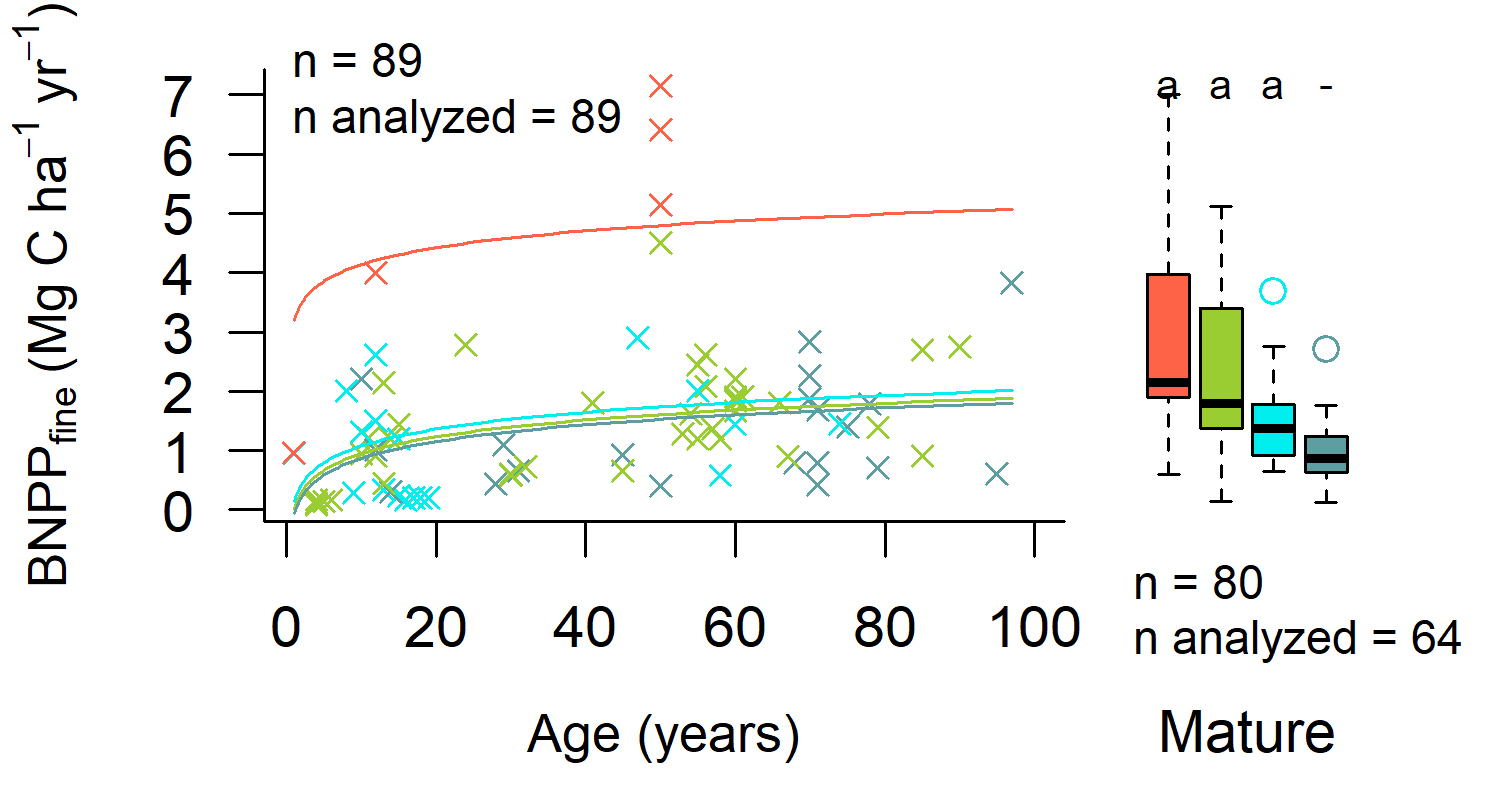 BNPPfine (Mg C ha−1 yr−1)
n = 89
n analyzed = 89
7
6
5
4
3
2
1
0
0 20 40 60 80 100
Age (years)
a a a -
n = 80
n analyzed = 64
Mature